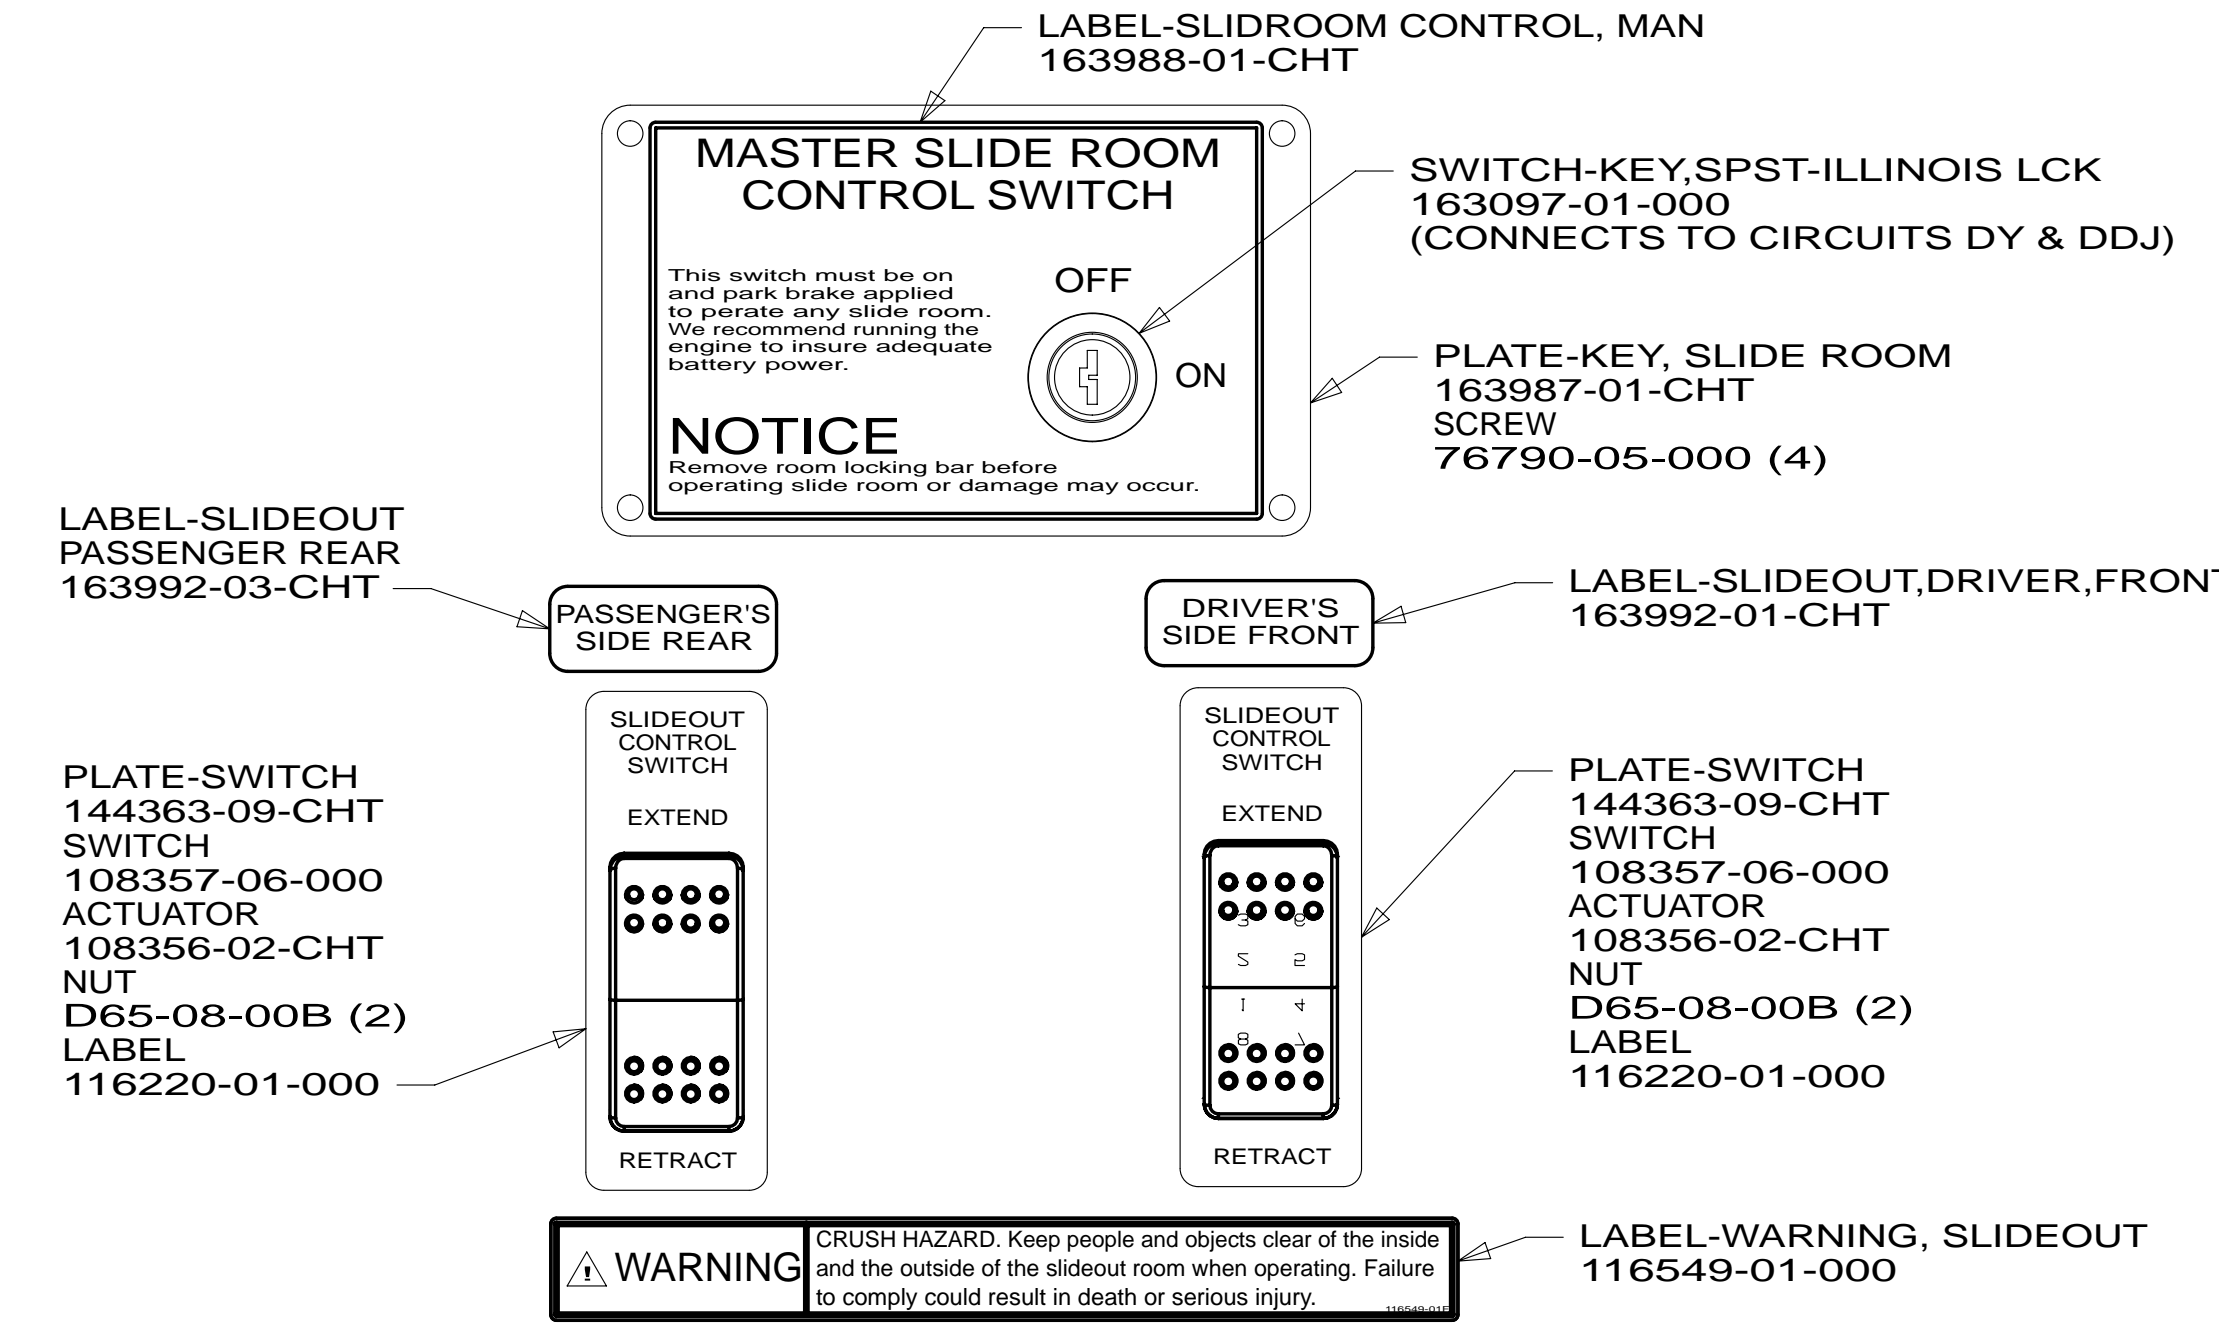 LABEL-SLIDROOM CONTROL, MAN
163988-01-CHT
MASTER SLIDE ROOM
CONTROL SWITCH
This switch must be on
and park brake applied
to perate any slide room.
We recommend running the
engine to insure adequate
battery power.
OFF
ON
NOTICE
Remove room locking bar before
operating slide room or damage may occur.
SWITCH-KEY,SPST-ILLINOIS LCK
163097-01-000
(CONNECTS TO CIRCUITS DY & DDJ)
PLATE-KEY, SLIDE ROOM
163987-01-CHT
SCREW
76790-05-000 (4)
LABEL-SLIDEOUT
PASSENGER REAR
163992-03-CHT
PASSENGER'S
SIDE REAR
DRIVER'S
SIDE FRONT
LABEL-SLIDEOUT,DRIVER,FRONT
163992-01-CHT
PLATE-SWITCH
144363-09-CHT
SWITCH
108357-06-000
ACTUATOR
108356-02-CHT
NUT
D65-08-00B (2)
LABEL
116220-01-000
SLIDEOUT
CONTROL
SWITCH
EXTEND
RETRACT
SLIDEOUT
CONTROL
SWITCH
EXTEND
3 6
2 5
1 4
8 7
RETRACT
PLATE-SWITCH
144363-09-CHT
SWITCH
108357-06-000
ACTUATOR
108356-02-CHT
NUT
D65-08-00B (2)
LABEL
116220-01-000
WARNING
CRUSH HAZARD. Keep people and objects clear of the inside
and the outside of the slideout room when operating. Failure
to comply could result in death or serious injury.
LABEL-WARNING, SLIDEOUT
116549-01-000